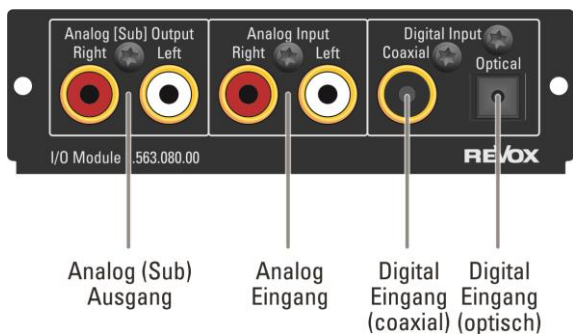 Analog [Sub] Output
Right Left
Analog Input
Right Left
Digital Input
Coaxial
Optical
I/O Module .563.080.00
REVOX
Analog (Sub)
Ausgang
Analog
Eingang
Digital
Eingang
(coaxial)
Digital
Eingang
(optisch)